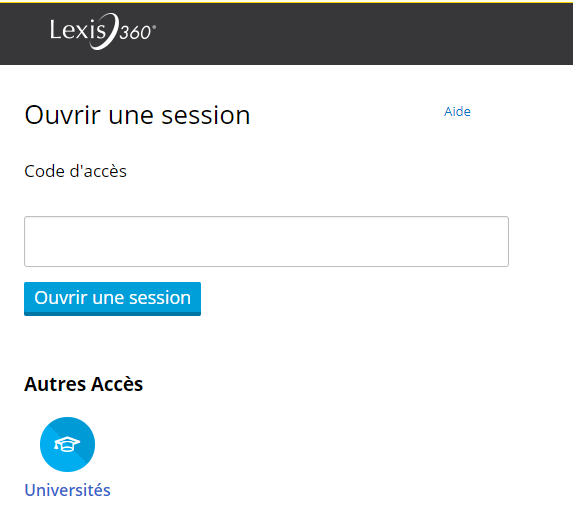 Lexis 360®
Ouvrir une session
Aide
Code d'accès
Ouvrir une session
Autres Accès
Universités